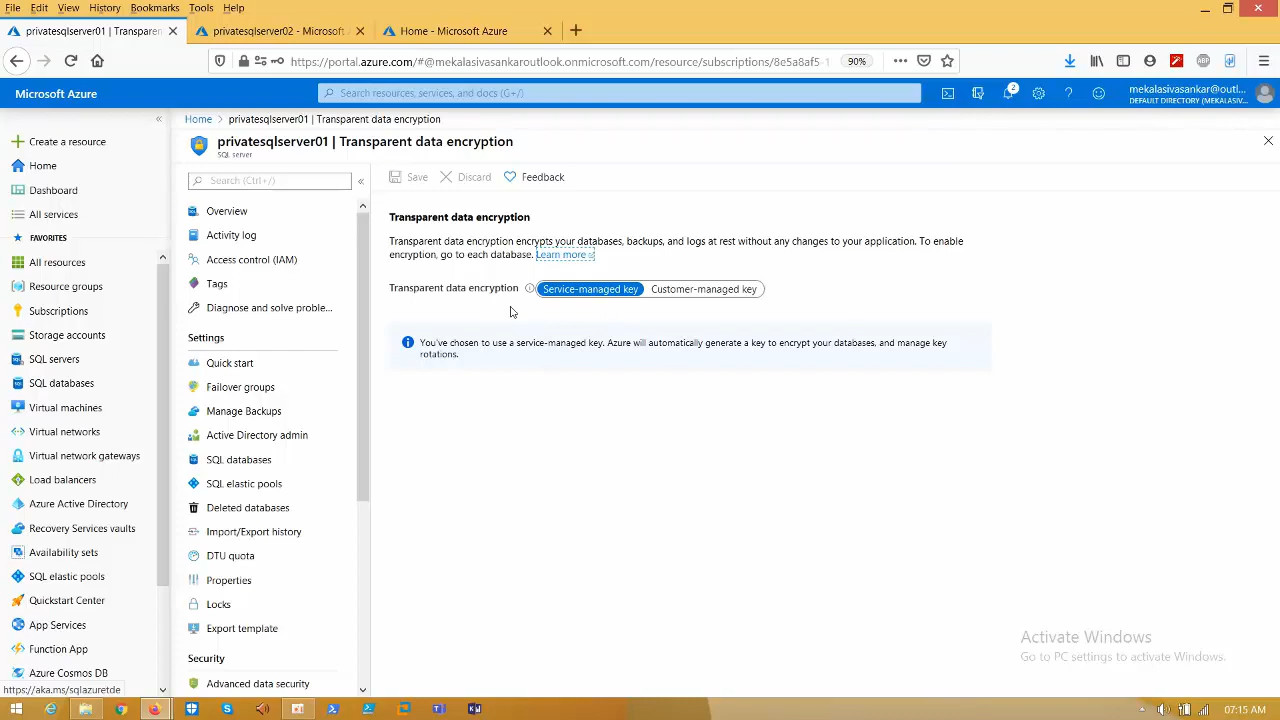 File Edit View History Bookmarks Tools Help
privatesqlserver01 | Transparen
privatesqlserver02 - Microsoft
Home - Microsoft Azure
https://portal.azure.com/#@mekalasivasankaroutlookonmicrosoft.com/resource/subscriptions/8e5a8af5-1
90%
Microsoft Azure
Search resources, services, and docs (G+/)
2
mekalasivasankar@outl...
DEFAULT DIRECTORY (MEKALASIV...
Create a resource
Home
Dashboard
All services
FAVORITES
All resources
Resource groups
Subscriptions
Storage accounts
SQL servers
SQL databases
Virtual machines
Virtual networks
Virtual network gateways
Load balancers
Azure Active Directory
Recovery Services vaults
Availability sets
SQL elastic pools
Quickstart Center
App Services
Function App
Azure Cosmos DB
https://aka.ms/sqlazuretde
Home > privatesqlserver01 | Transparent data encryption
privatesqlserver01 | Transparent data encryption
SQL server
Search (Ctrl+/)
Overview
Activity log
Access control (IAM)
Tags
Diagnose and solve proble...
Settings
Quick start
Failover groups
Manage Backups
Active Directory admin
SQL databases
SQL elastic pools
Deleted databases
Import/Export history
DTU quota
Properties
Locks
Export template
Security
Advanced data security
Save Discard Feedback
Transparent data encryption
Transparent data encryption encrypts your databases, backups, and logs at rest without any changes to your application. To enable
encryption, go to each database. Learn more
Transparent data encryption Service-managed key Customer-managed key
You've chosen to use a service-managed key. Azure will automatically generate a key to encrypt your databases, and manage key
rotations.
Activate Windows
Go to PC settings to activate Windows.
07:15 AM